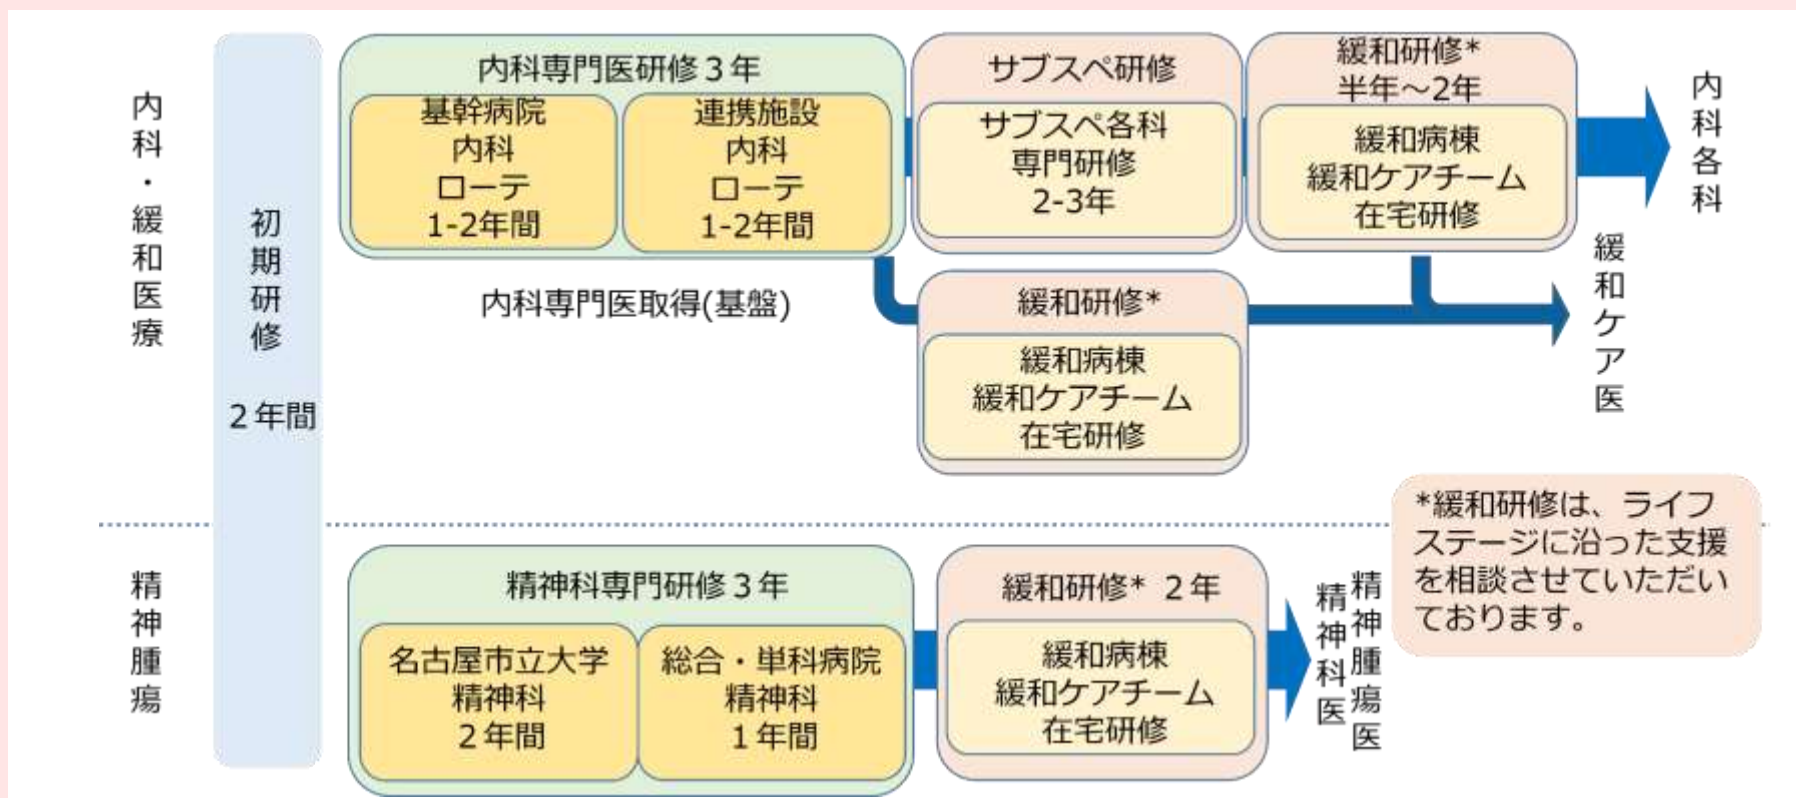 内科・緩和医療
初期研修
２年間
内科専門医研修３年
基幹病院
内科
ローテ
1-2年間
連携施設
内科
ローテ
1-2年間
内科専門医取得(基盤)
サブスペ研修
サブスペ各科
専門研修
2-3年
緩和研修*
半年～2年
緩和病棟
緩和ケアチーム
在宅研修
内科各科
緩和研修*
緩和病棟
緩和ケアチーム
在宅研修
緩和ケア医
精神腫瘍
精神科専門研修３年
名古屋市立大学
精神科
２年間
総合・単科病院
精神科
１年間
緩和研修* ２年
緩和病棟
緩和ケアチーム
在宅研修
精神腫瘍医
精神科医
*緩和研修は、ライフ
ステージに沿った支援
を相談させていただい
ております。